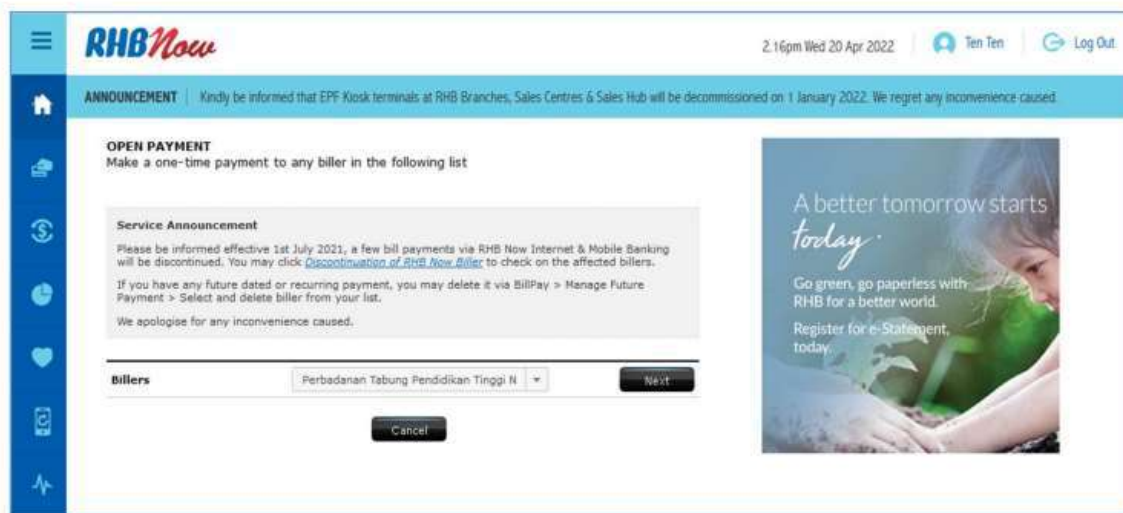 RHBNow
2.16pm Wed 20 Apr 2022
Ten Ten
Log Out
ANNOUNCEMENT | Kindly be informed that EPF Kiosk terminals at RHB Branches, Sales Centres & Sales Hub will be decommissioned on 1 January 2022. We regret any inconvenience caused.
OPEN PAYMENT
Make a one-time payment to any biller in the following list
Service Announcement
Please be informed effective 1st July 2021, a few bill payments via RHB Now Internet & Mobile Banking
will be discontinued. You may click Discontinuation of RHB Now Biller to check on the affected billers.
If you have any future dated or recurring payment, you may delete it via BillPay > Manage Future
Payment > Select and delete biller from your list.
We apologise for any inconvenience caused.
Billers
Perbadanan Tabung Pendidikan Tinggi N
Next
Cancel
A better tomorrow starts
today.
Go green, go paperless with
RHB for a better world.
Register for e-Statement,
today.